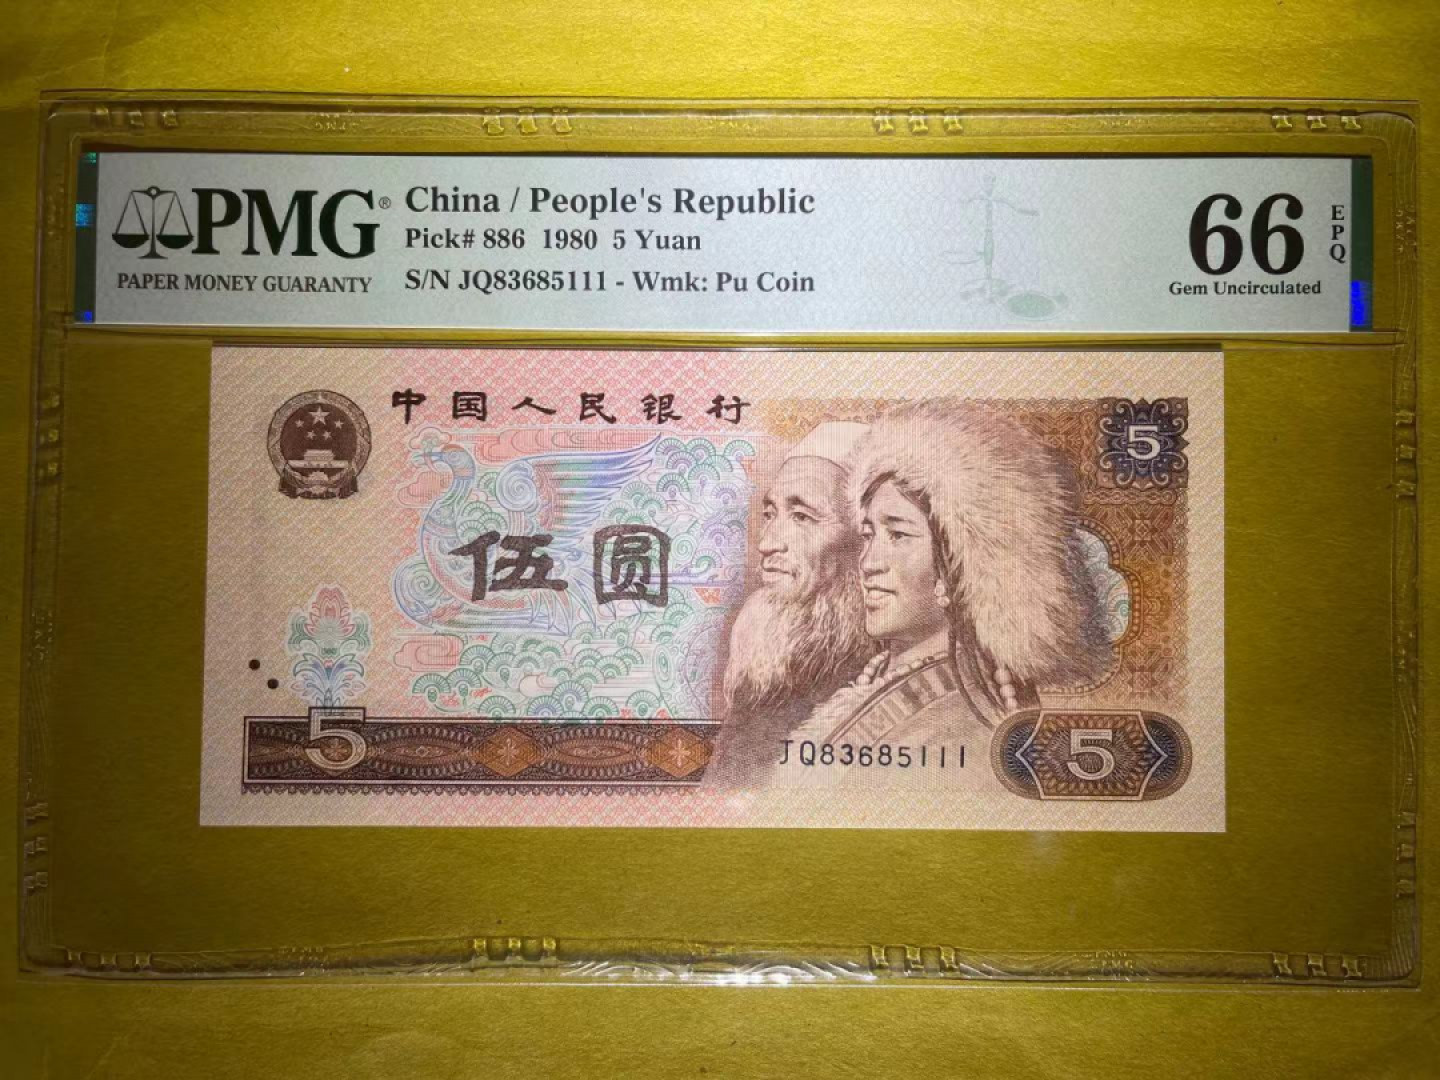 PMG®
PAPER MONEY GUARANTY
China / People's Republic
Pick# 886 1980 5 Yuan
S/N JQ83685111 - Wmk: Pu Coin
66
EPQ
Gem Uncirculated
中国人民银行
5
伍圆
5
JQ83685111
5